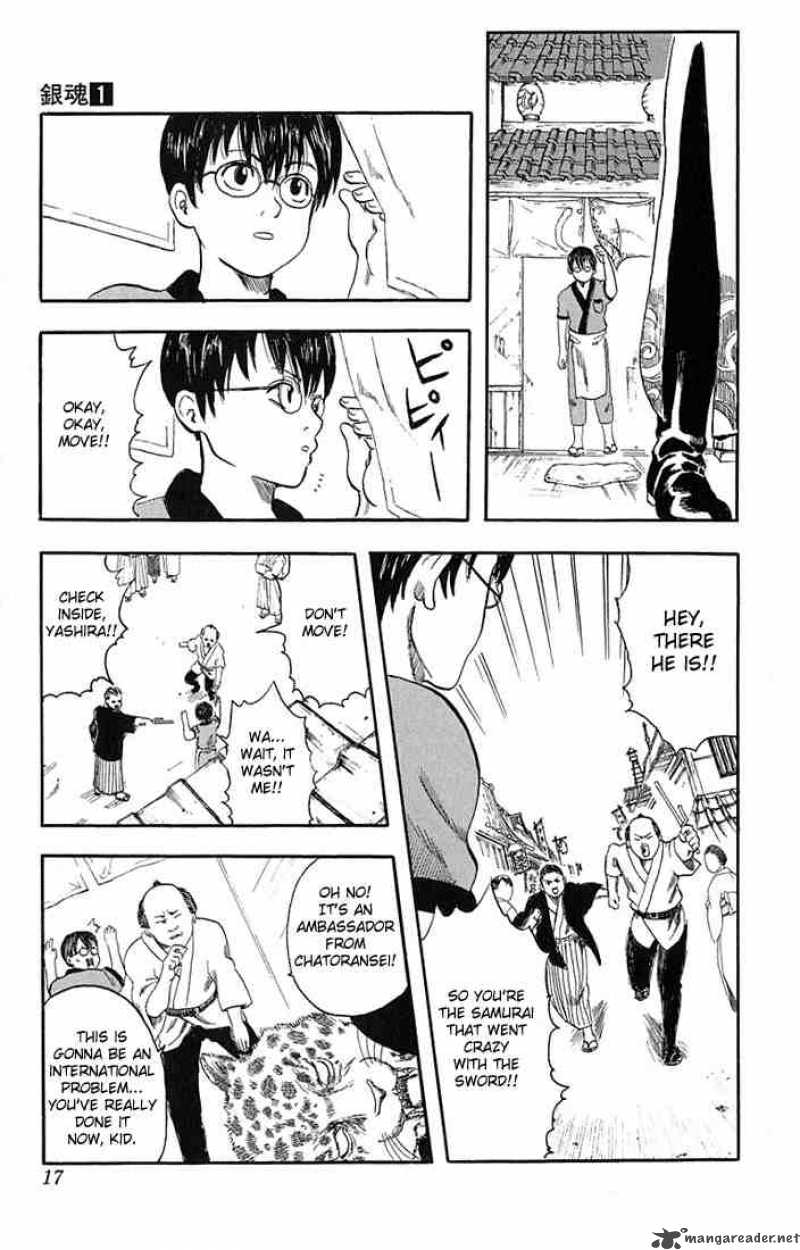 銀魂1
OKAY,
OKAY,
MOVE!!
ピピィー
HEY,
THERE
HE IS!!
SO YOU'RE
THE SAMURAI
THAT WENT
CRAZY
WITH THE
SWORD!!
CHECK
INSIDE,
YASHIRA!!
DON'T
MOVE!
WA...
WAIT, IT
WASN'T
ME!!
OH NO!
IT'S AN
AMBASSADOR
FROM
CHATORANSEI!
THIS IS
GONNA BE AN
INTERNATIONAL
PROBLEM...
YOU'VE REALLY
DONE IT
NOW, KID.
17
mangareader.net